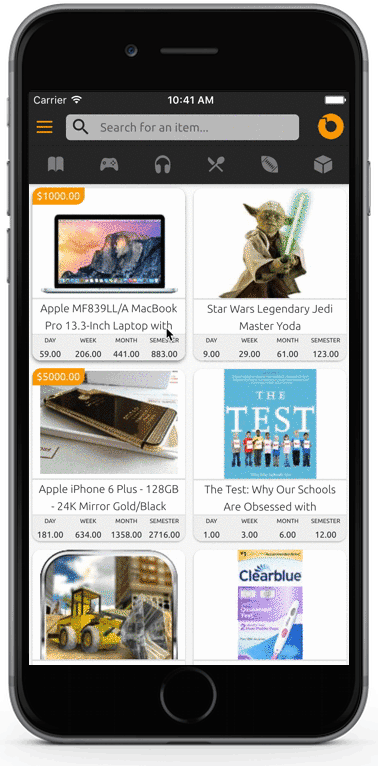 Carrier 10:41 AM
Search for an item...
$1000.00
Apple MF839LL/A MacBook
Pro 13.3-Inch Laptop with
DAY WEEK MONTH SEMESTER
59.00 206.00 441.00 883.00
Star Wars Legendary Jedi
Master Yoda
DAY WEEK MONTH SEMESTER
9.00 29.00 61.00 123.00
$5000.00
Apple iPhone 6 Plus - 128GB
- 24K Mirror Gold/Black
DAY WEEK MONTH SEMESTER
181.00 634.00 1358.00 2716.00
THE
TEST
The Test: Why Our Schools
Are Obsessed with
DAY WEEK MONTH SEMESTER
1.00 3.00 6.00 12.00
Clearblue